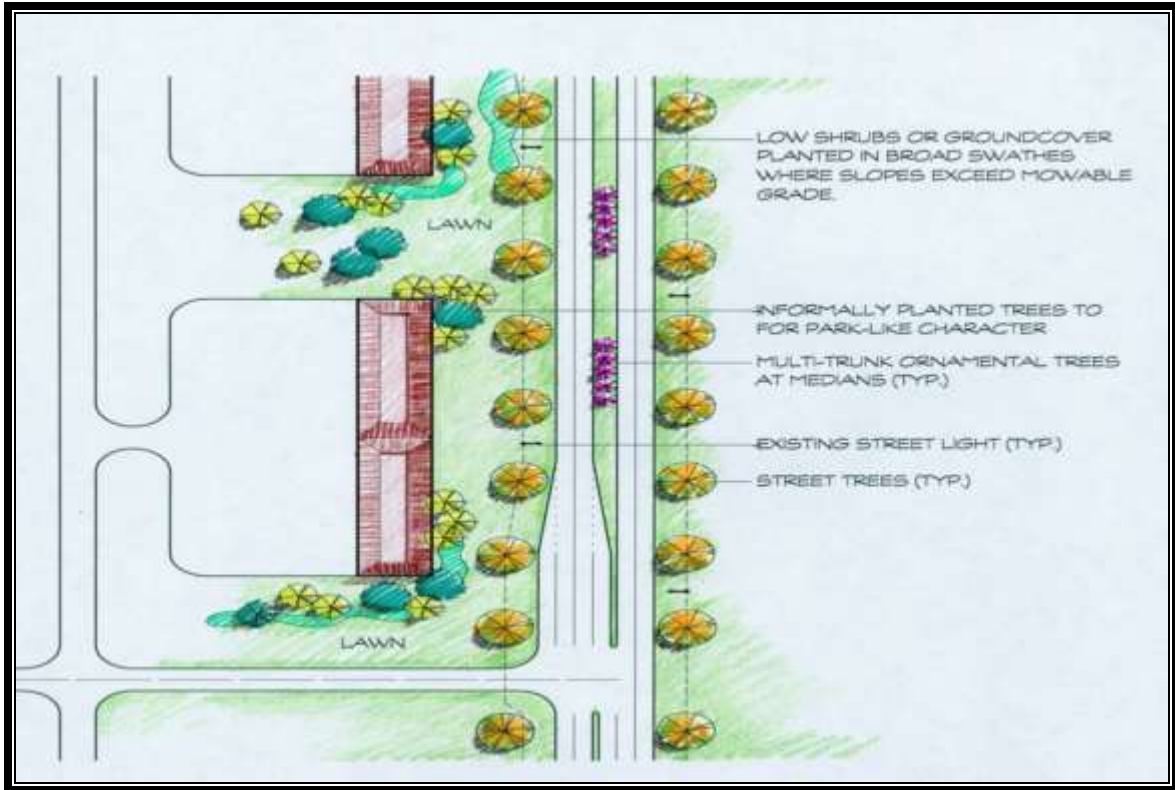 LOW SHRUBS OR GROUNDCOVER
PLANTED IN BROAD SWATHES
WHERE SLOPES EXCEED MOWABLE
GRADE.
LAWN
INFORMALLY PLANTED TREES TO
FOR PARK-LIKE CHARACTER
MULTI-TRUNK ORNAMENTAL TREES
AT MEDIANS (TYP.)
EXISTING STREET LIGHT (TYP.)
STREET TREES (TYP.)
LAWN